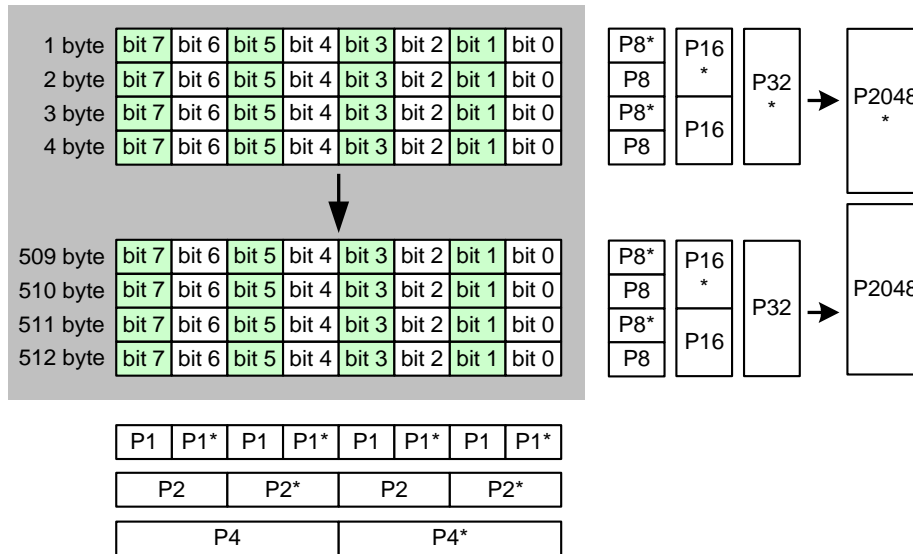 1 byte bit 7 bit 6 bit 5 bit 4 bit 3 bit 2 bit 1 bit 0 P8* P16 * P32 * P2048 *
2 byte bit 7 bit 6 bit 5 bit 4 bit 3 bit 2 bit 1 bit 0 P8
3 byte bit 7 bit 6 bit 5 bit 4 bit 3 bit 2 bit 1 bit 0 P8* P16
4 byte bit 7 bit 6 bit 5 bit 4 bit 3 bit 2 bit 1 bit 0 P8
509 byte bit 7 bit 6 bit 5 bit 4 bit 3 bit 2 bit 1 bit 0 P8* P16 * P32 P2048
510 byte bit 7 bit 6 bit 5 bit 4 bit 3 bit 2 bit 1 bit 0 P8
511 byte bit 7 bit 6 bit 5 bit 4 bit 3 bit 2 bit 1 bit 0 P8* P16
512 byte bit 7 bit 6 bit 5 bit 4 bit 3 bit 2 bit 1 bit 0 P8
P1 P1* P1 P1* P1 P1* P1 P1*
P2 P2* P2 P2*
P4 P4*